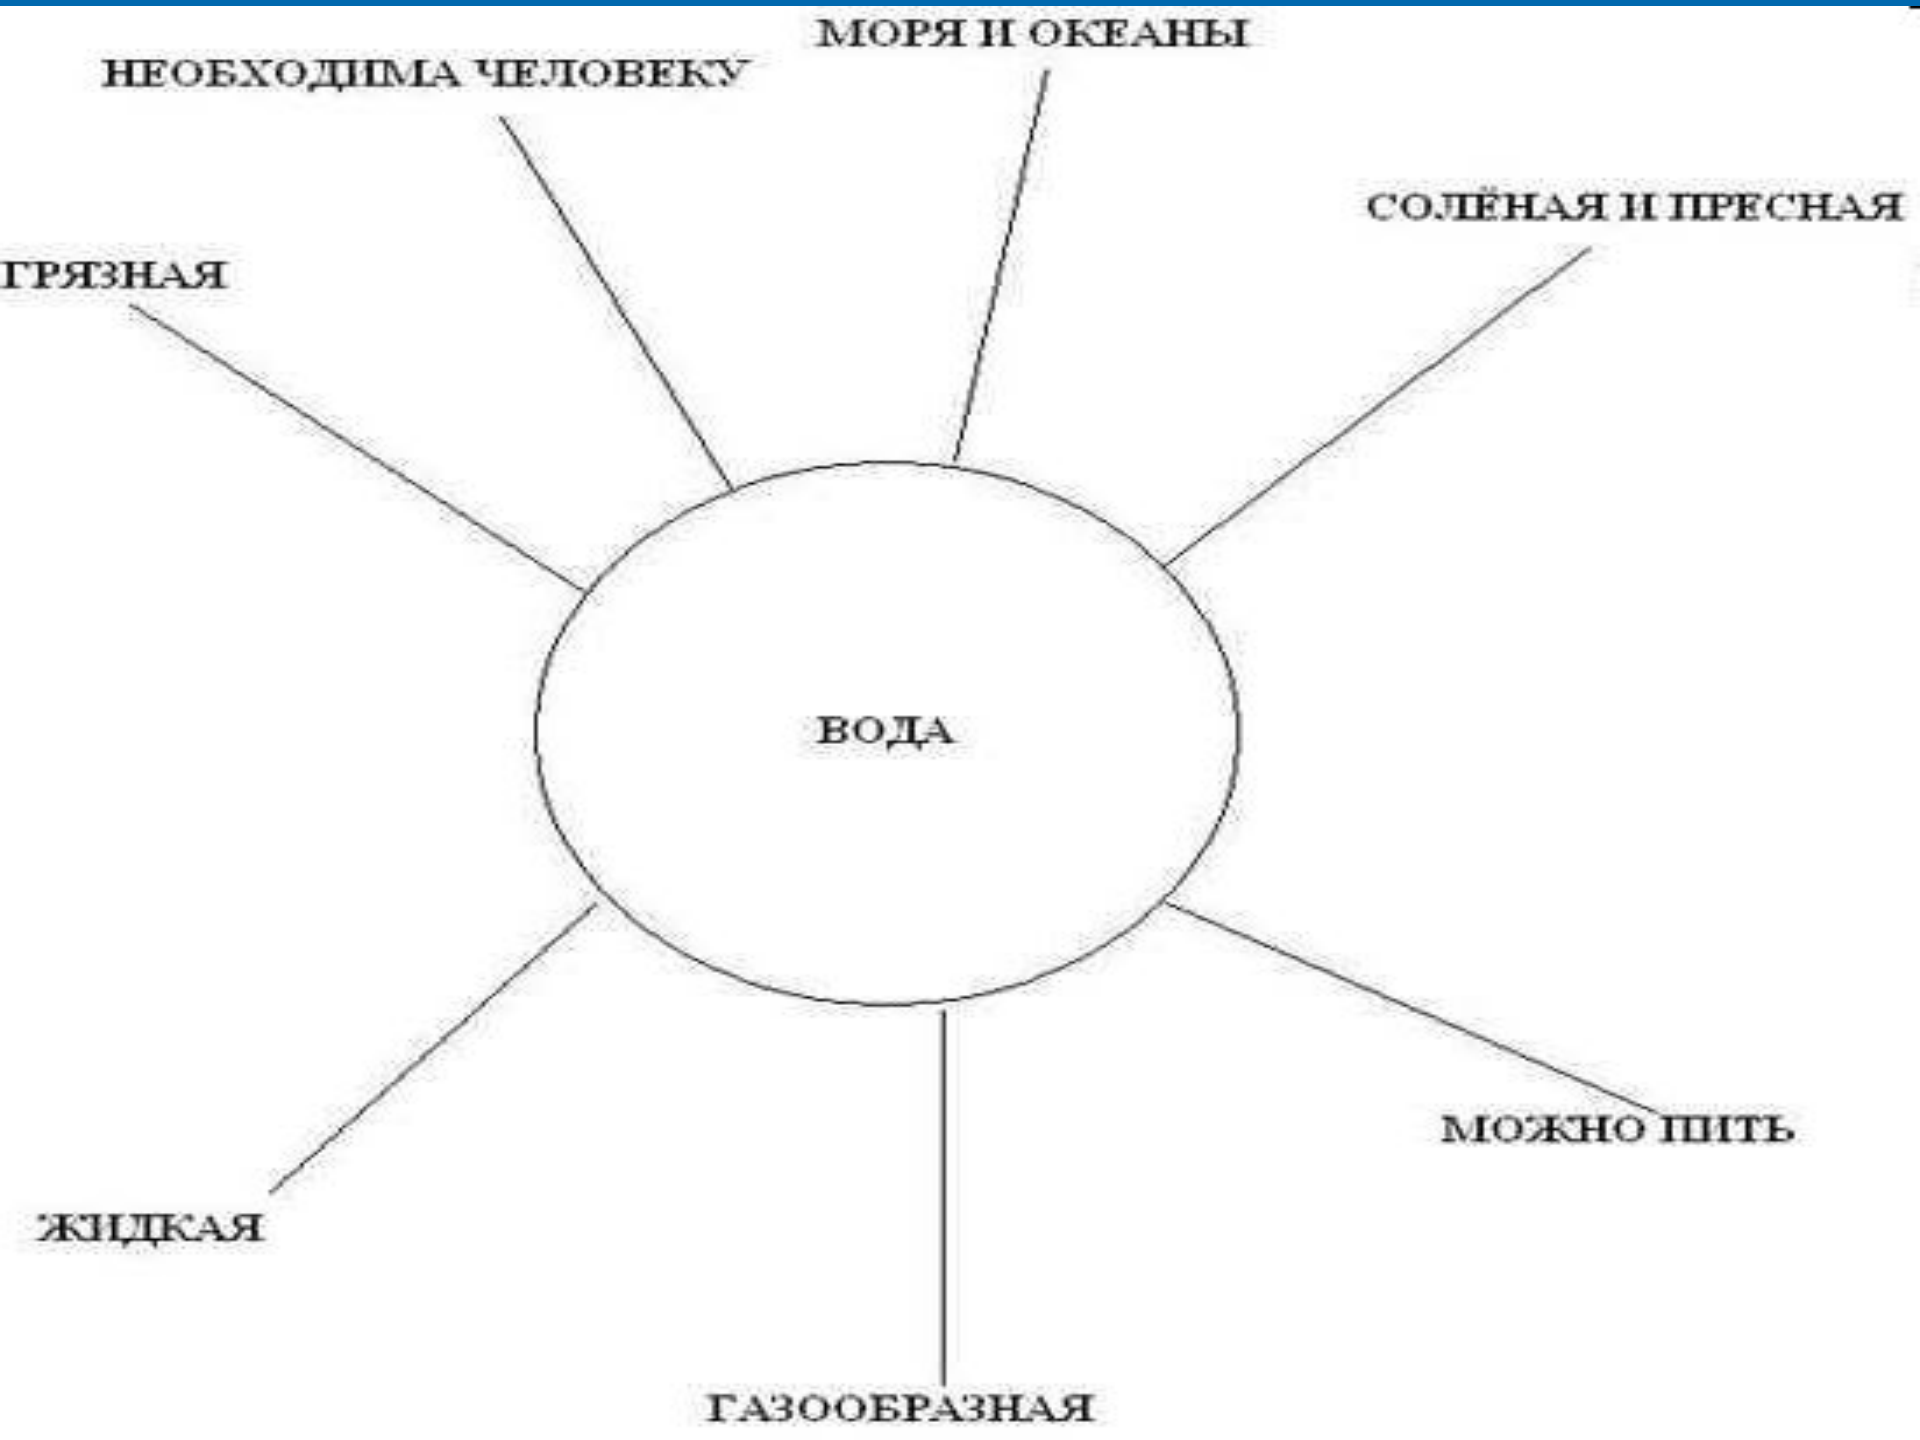 МОРЯ И ОКЕАНЫ
НЕОБХОДИМА ЧЕЛОВЕКУ
СОЛЁНАЯ И ПРЕСНАЯ
ГРЯЗНАЯ
ВОДА
МОЖНО ПИТЬ
ЖИДКАЯ
ГАЗООБРАЗНАЯ